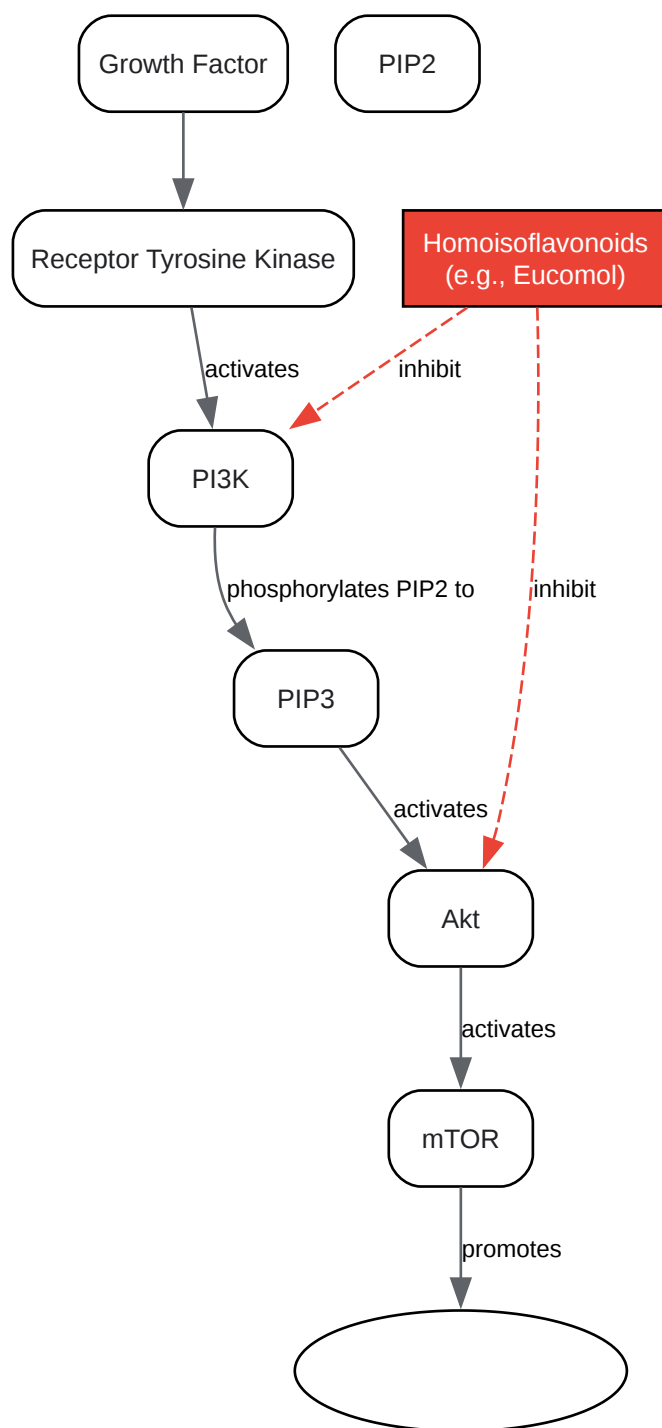 Growth Factor
PIP2
Receptor Tyrosine Kinase
Homoisoflavonoids
(e.g., Eucomol)
activates
inhibit
PI3K
phosphorylates PIP2 to
inhibit
PIP3
activates
Akt
activates
mTOR
promotes